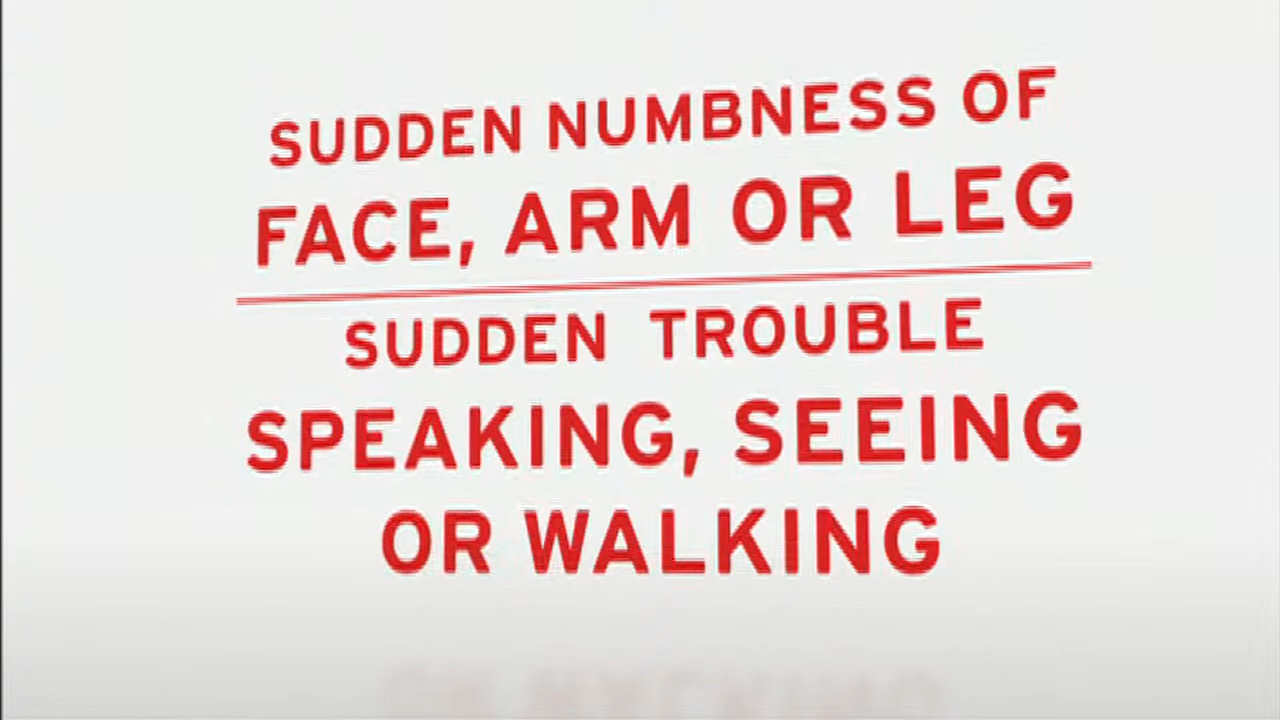 SUDDEN NUMBNESS OF
FACE, ARM OR LEG
SUDDEN TROUBLE
SPEAKING, SEEING
OR WALKING